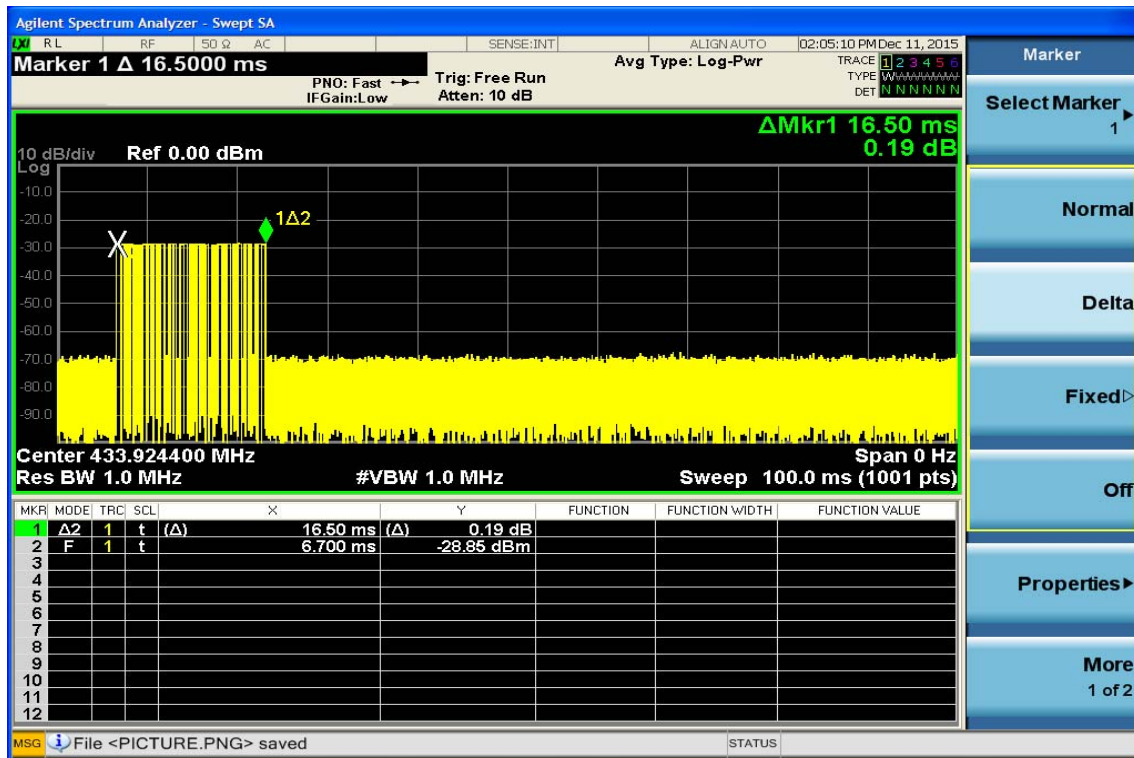 Agilent Spectrum Analyzer - Swept SA
LXI RL RF 50 Ω AC SENSE:INT ALIGN AUTO 02:05:10 PM Dec 11, 2015
Marker 1 Δ 16.5000 ms
PNO: Fast
IFGain:Low
Trig: Free Run
Atten: 10 dB
Avg Type: Log-Pwr
TRACE 1 2 3 4 5 6
TYPE
DET N N N N N N
ΔMkr1 16.50 ms
0.19 dB
10 dB/div Ref 0.00 dBm
Log
-10.0
-20.0
1Δ2
-30.0
-40.0
-50.0
-60.0
-70.0
-80.0
-90.0
Center 433.924400 MHz Span 0 Hz
Res BW 1.0 MHz #VBW 1.0 MHz Sweep 100.0 ms (1001 pts)
MKR MODE TRC SCL X Y FUNCTION FUNCTION WIDTH FUNCTION VALUE
1 Δ2 1 t (Δ) 16.50 ms (Δ) 0.19 dB
2 F 1 t 6.700 ms -28.85 dBm
3
4
5
6
7
8
9
10
11
12
MSG File <PICTURE.PNG> saved STATUS
Marker
Select Marker
1
Normal
Delta
Fixed
Off
Properties
More
1 of 2